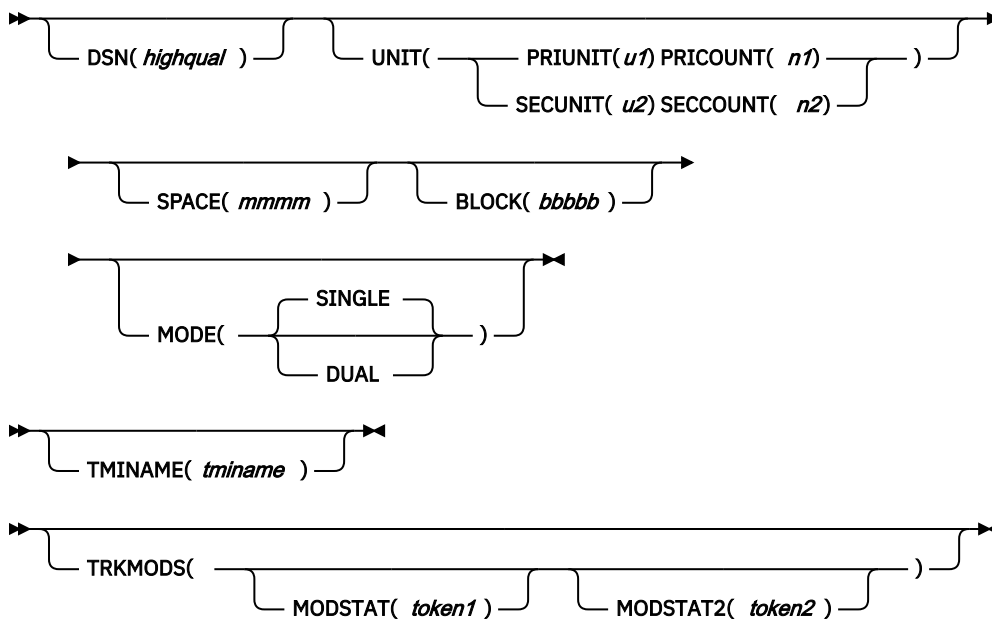 DSN( highqual )
UNIT( PRIUNIT(u1) PRICOUNT( n1) )
SECUNIT( u2) SECCOUNT( n2)
SPACE( mmmm ) BLOCK( bbbbb )
SINGLE
MODE( )
DUAL
TMINAME( tminame )
TRKMODS( )
MODSTAT( token1 ) MODSTAT2( token2 )